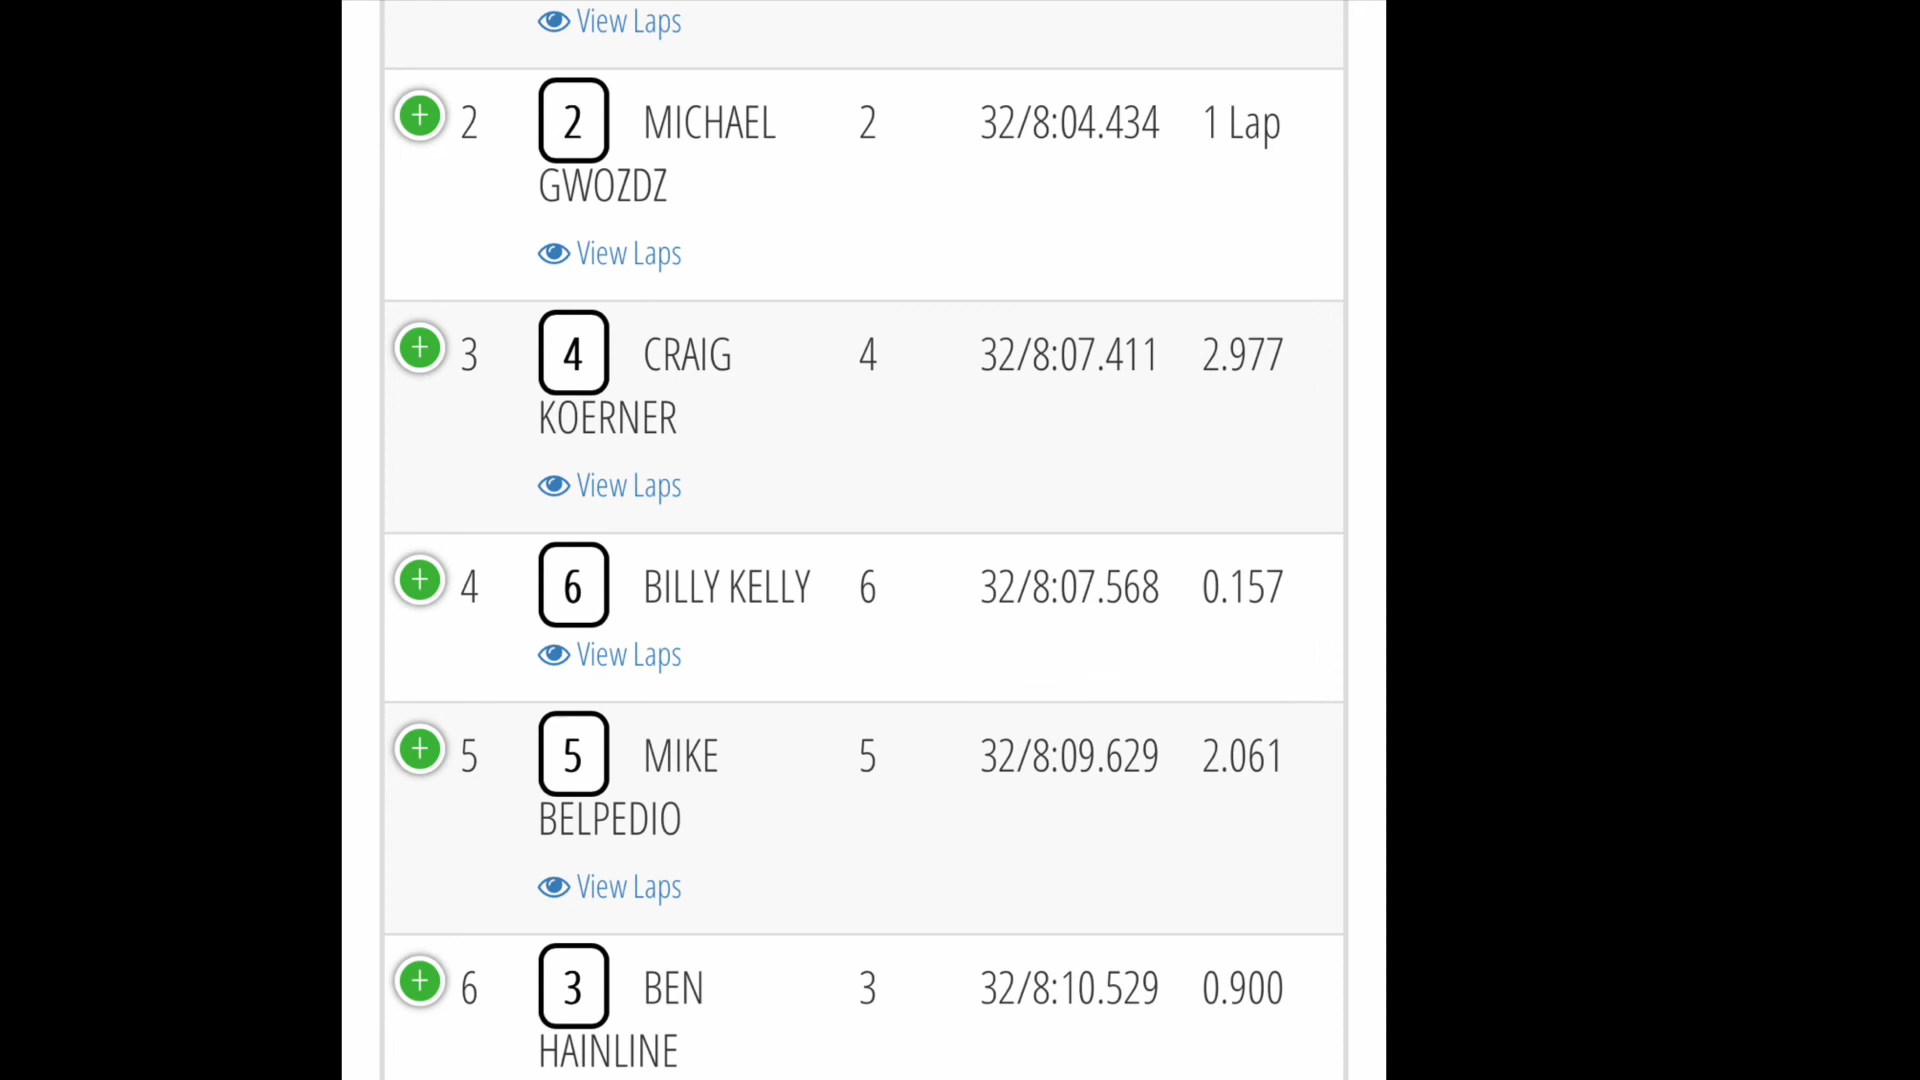 View Laps
2 2 MICHAEL 2 32/8:04.434 1 Lap
GWOZDZ
View Laps
3 4 CRAIG 4 32/8:07.411 2.977
KOERNER
View Laps
4 6 BILLY KELLY 6 32/8:07.568 0.157
View Laps
5 5 MIKE 5 32/8:09.629 2.061
BELPEDIO
View Laps
6 3 BEN 3 32/8:10.529 0.900
HAINLINE